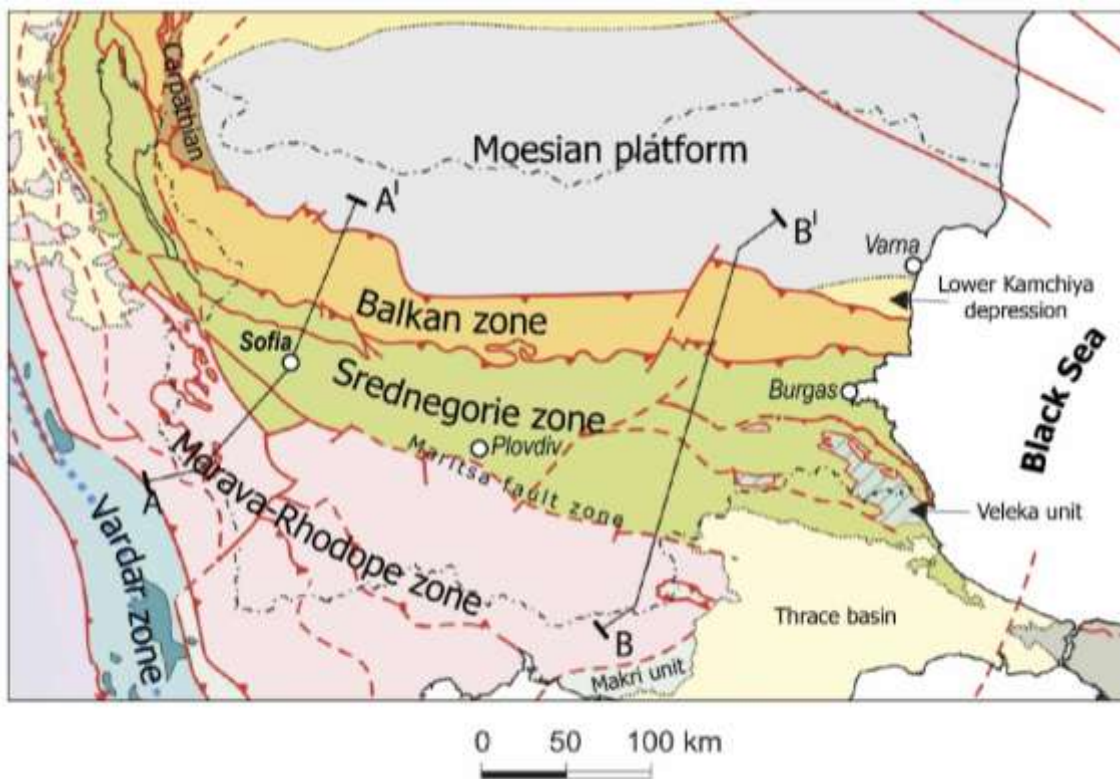 Carpathian
Moesian plátform
A'
B'
Varna
Lower Kamchiya
depression
Balkan zone
Sofia
Srednegorie zone
Burgas
Black Sea
Plovdiv
Maritsa fault zone
A
Morava-Rhodope zone
Veleka unit
Vardar zone
Thrace basin
B
Makri unit
0 50 100 km